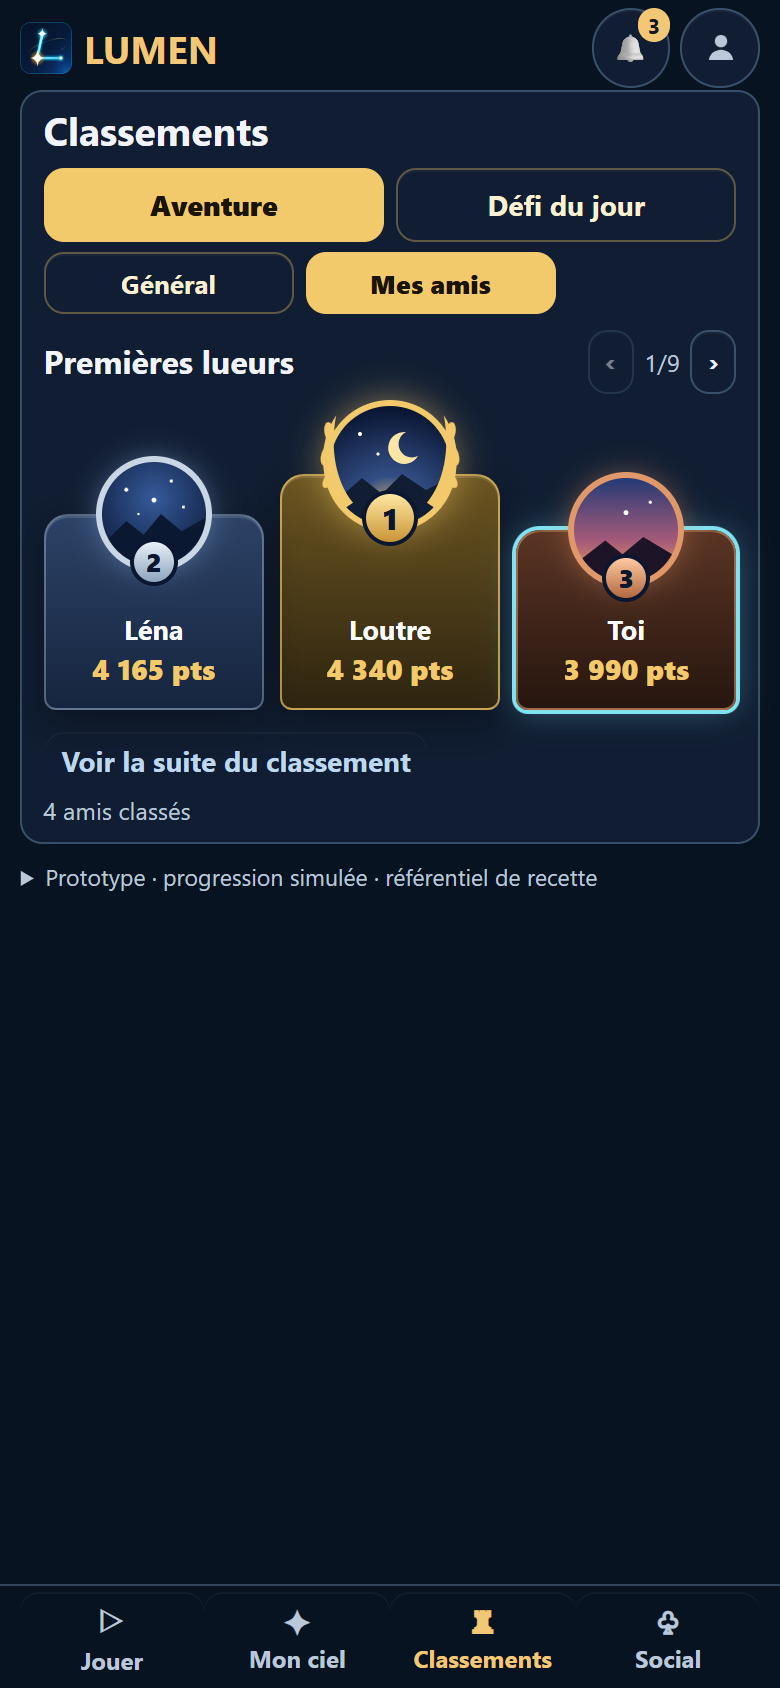 LUMEN
3
Classements
Aventure
Défi du jour
Général
Mes amis
Premières lueurs
‹
1/9
›
2
1
3
Léna
Loutre
Toi
4 165 pts
4 340 pts
3 990 pts
Voir la suite du classement
4 amis classés
Prototype · progression simulée · référentiel de recette
Jouer
Mon ciel
Classements
Social